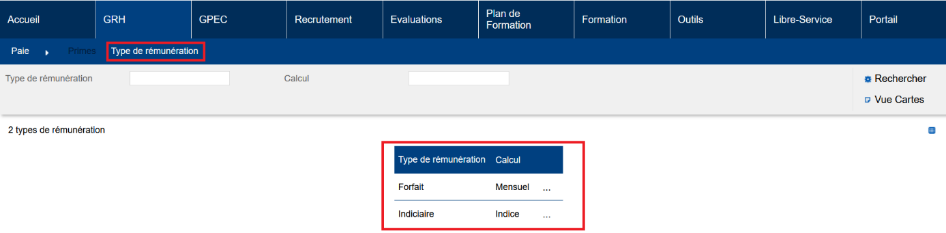 Accueil GRH GPEC Recrutement Evaluations Plan de Formation Formation Outils Libre-Service Portail
Paie Primes Type de rémunération
Type de rémunération Calcul Rechercher
Vue Cartes
2 types de rémunération
Type de rémunération Calcul
Forfait Mensuel ...
Indiciaire Indice ...